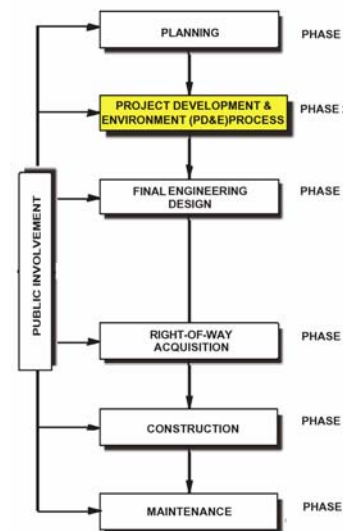 PLANNING PHASE
PROJECT DEVELOPMENT & PHASE
ENVIRONMENT (PD&E)PROCESS
FINAL ENGINEERING PHASE
DESIGN
PUBLIC INVOLVEMENT
RIGHT-OF-WAY PHASE
ACQUISITION
CONSTRUCTION PHASE
MAINTENANCE PHASE